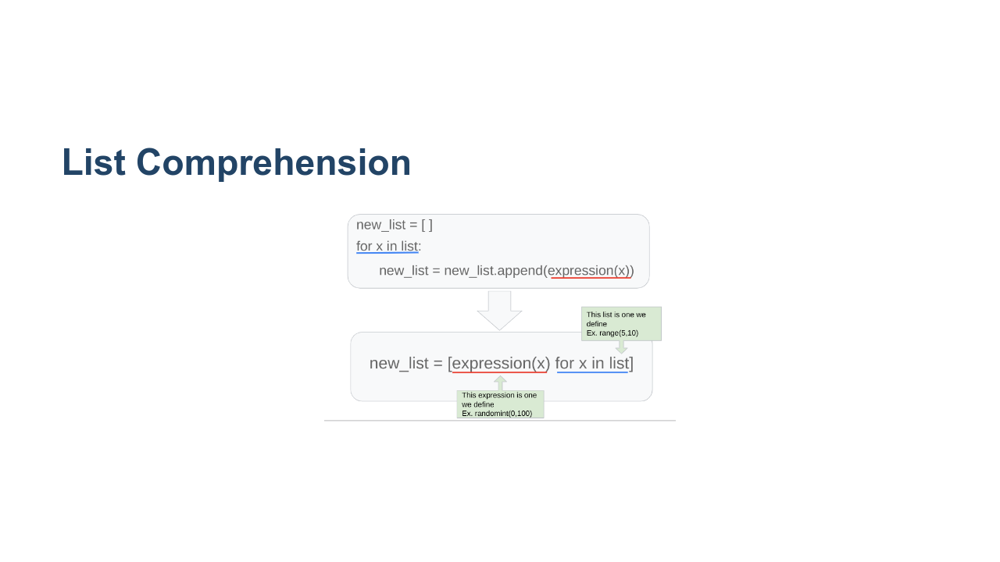 List Comprehension
new_list = [ ]
for x in list:
new_list = new_list.append(expression(x))
This list is one we
define
Ex. range(5,10)
new_list = [expression(x) for x in list]
This expression is one
we define
Ex. randomint(0,100)